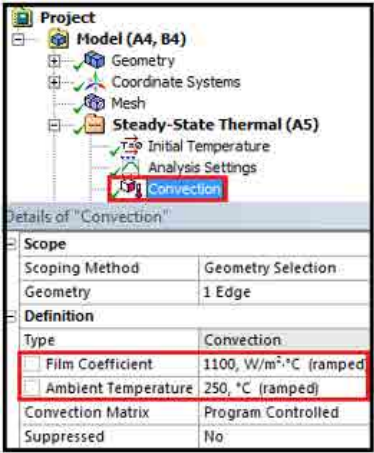 Project
Model (A4, B4)
Geometry
Coordinate Systems
Mesh
Steady-State Thermal (A5)
T=0 Initial Temperature
Analysis Settings
Convection
Details of "Convection"
Scope
Scoping Method Geometry Selection
Geometry 1 Edge
Definition
Type Convection
Film Coefficient 1100, W/m²·°C (ramped)
Ambient Temperature 250, °C (ramped)
Convection Matrix Program Controlled
Suppressed No